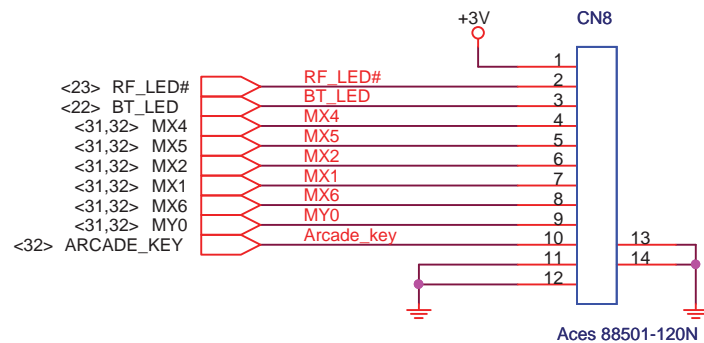 +3V CN8
1
<23> RF_LED# RF_LED# 2
<22> BT_LED BT_LED 3
<31,32> MX4 MX4 4
<31,32> MX5 MX5 5
<31,32> MX2 MX2 6
<31,32> MX1 MX1 7
<31,32> MX6 MX6 8
<31,32> MY0 MY0 9
<32> ARCADE_KEY Arcade_key 10 13
11 14
12
Aces 88501-120N